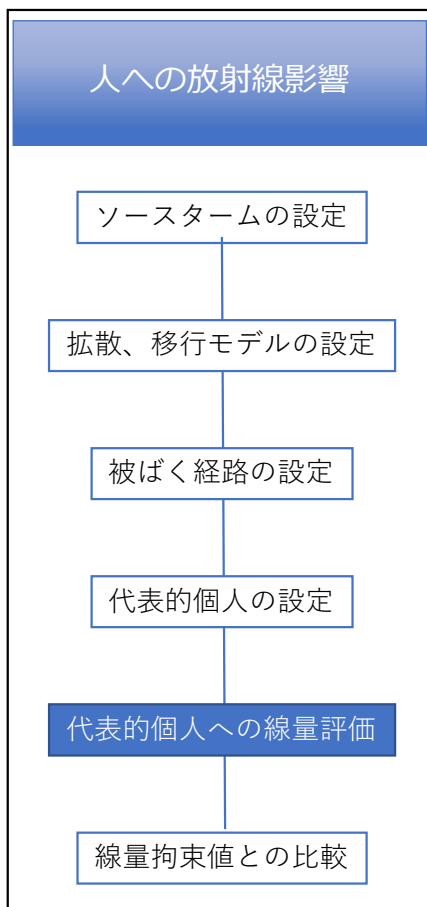 人への放射線影響
ソースタームの設定
拡散、移行モデルの設定
被ばく経路の設定
代表的個人の設定
代表的個人への線量評価
線量拘束値との比較